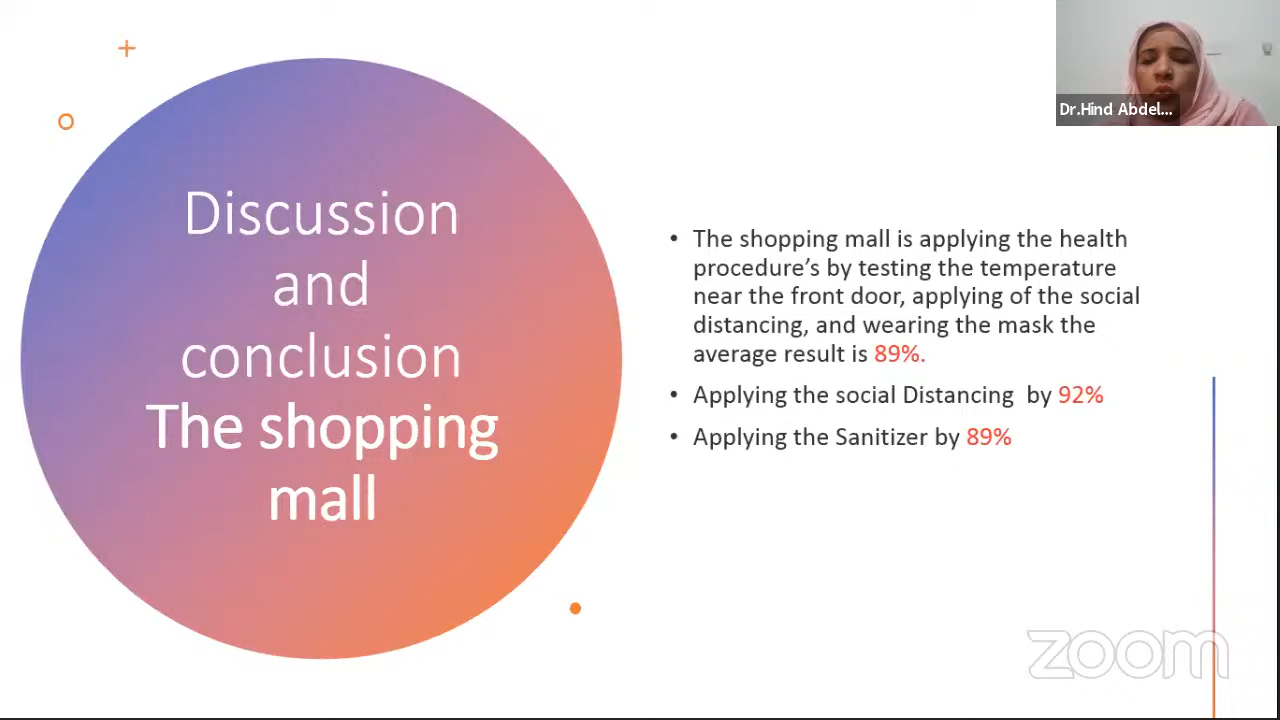 Dr.Hind Abdel...
Discussion
and
conclusion
The shopping
mall
• The shopping mall is applying the health
procedure's by testing the temperature
near the front door, applying of the social
distancing, and wearing the mask the
average result is 89%.
• Applying the social Distancing by 92%
• Applying the Sanitizer by 89%
zoom